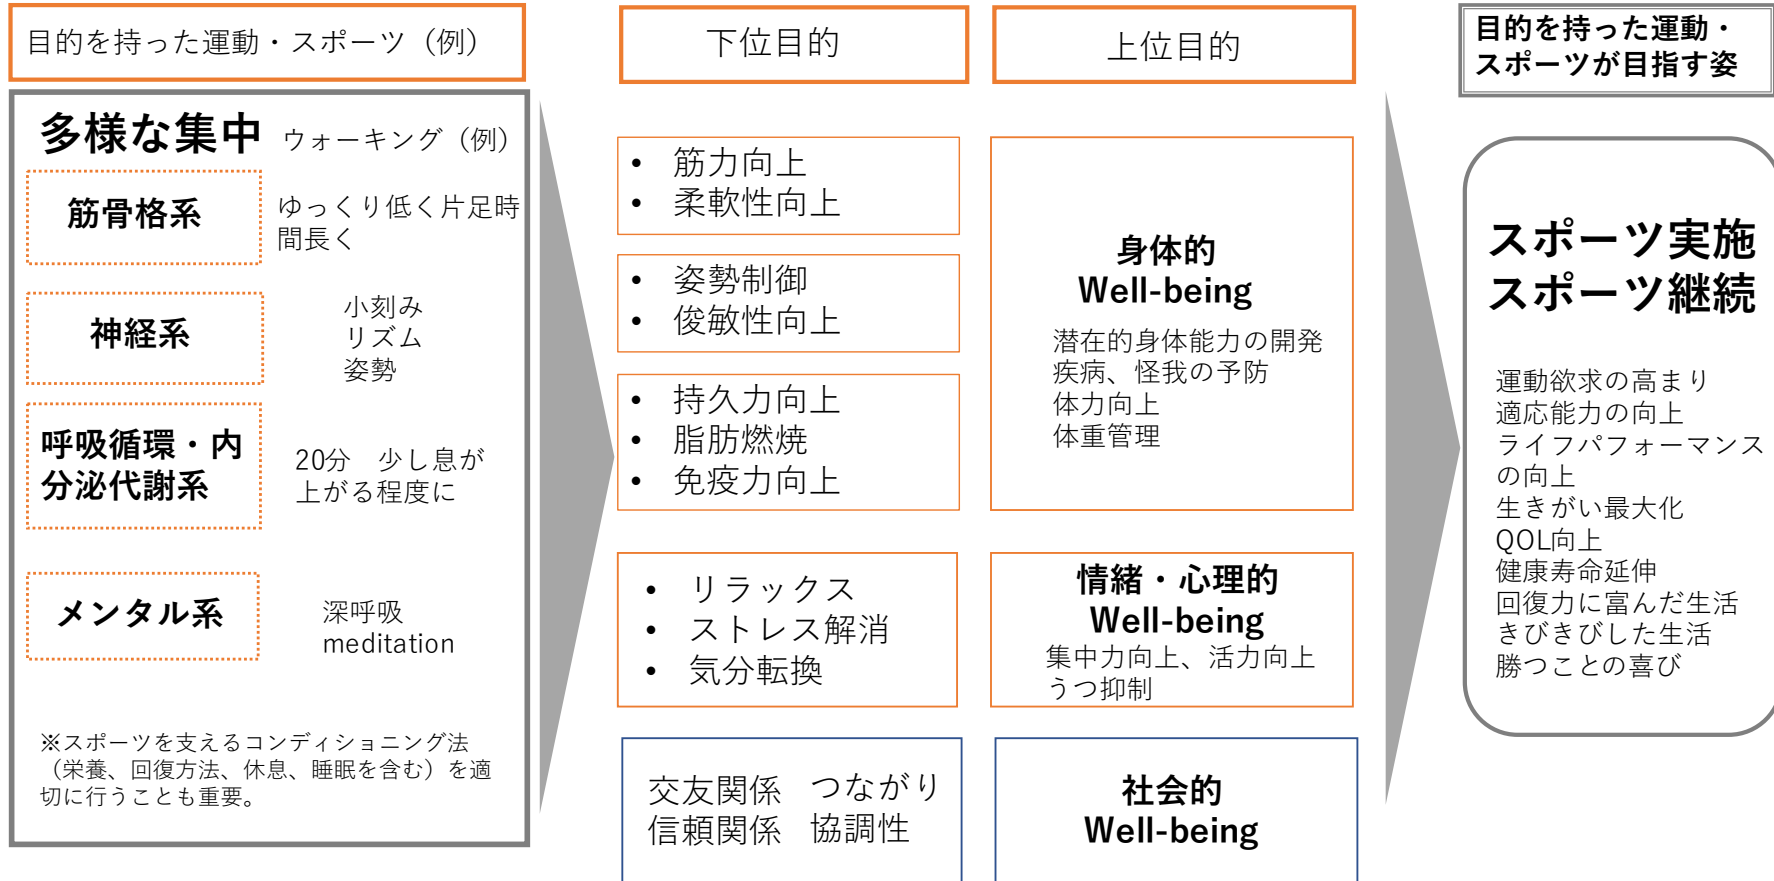 目的を持った運動・スポーツ（例）
下位目的
上位目的
目的を持った運動・
スポーツが目指す姿
多様な集中 ウォーキング（例）
筋骨格系
ゆっくり低く片足時
間長く
神経系
小刻み
リズム
姿勢
呼吸循環・内
分泌代謝系
20分　少し息が
上がる程度に
メンタル系
深呼吸
meditation
※スポーツを支えるコンディショニング法
（栄養、回復方法、休息、睡眠を含む）を適
切に行うことも重要。
• 筋力向上
• 柔軟性向上
• 姿勢制御
• 俊敏性向上
• 持久力向上
• 脂肪燃焼
• 免疫力向上
• リラックス
• ストレス解消
• 気分転換
交友関係　つながり
信頼関係　協調性
身体的
Well-being
潜在的身体能力の開発
疾病、怪我の予防
体力向上
体重管理
情緒・心理的
Well-being
集中力向上、活力向上
うつ抑制
社会的
Well-being
スポーツ実施
スポーツ継続
運動欲求の高まり
適応能力の向上
ライフパフォーマンス
の向上
生きがい最大化
QOL向上
健康寿命延伸
回復力に富んだ生活
きびきびした生活
勝つことの喜び